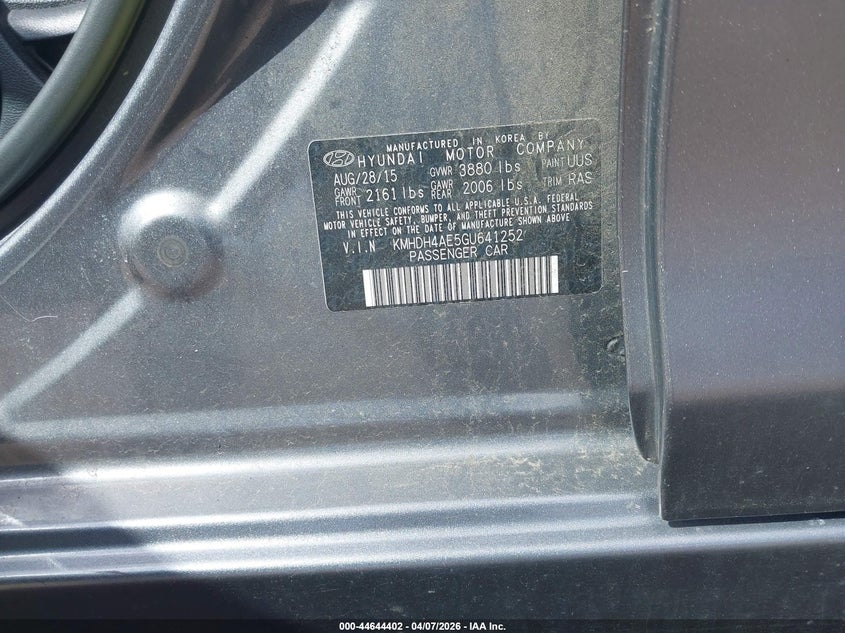 MANUFACTURED IN KOREA BY
HYUNDAI MOTOR COMPANY
AUG/28/15 GVWR 3880 lbs PAINT UUS
GAWR FRONT 2161 lbs GAWR REAR 2006 lbs TRIM RAS
THIS VEHICLE CONFORMS TO ALL APPLICABLE U.S.A. FEDERAL
MOTOR VEHICLE SAFETY, BUMPER, AND THEFT PREVENTION STANDARDS
IN EFFECT ON THE DATE OF MANUFACTURE SHOWN ABOVE
V.I.N KMHDH4AE5GU641252
PASSENGER CAR
000-44644402 - 04/07/2026 - IAA Inc.